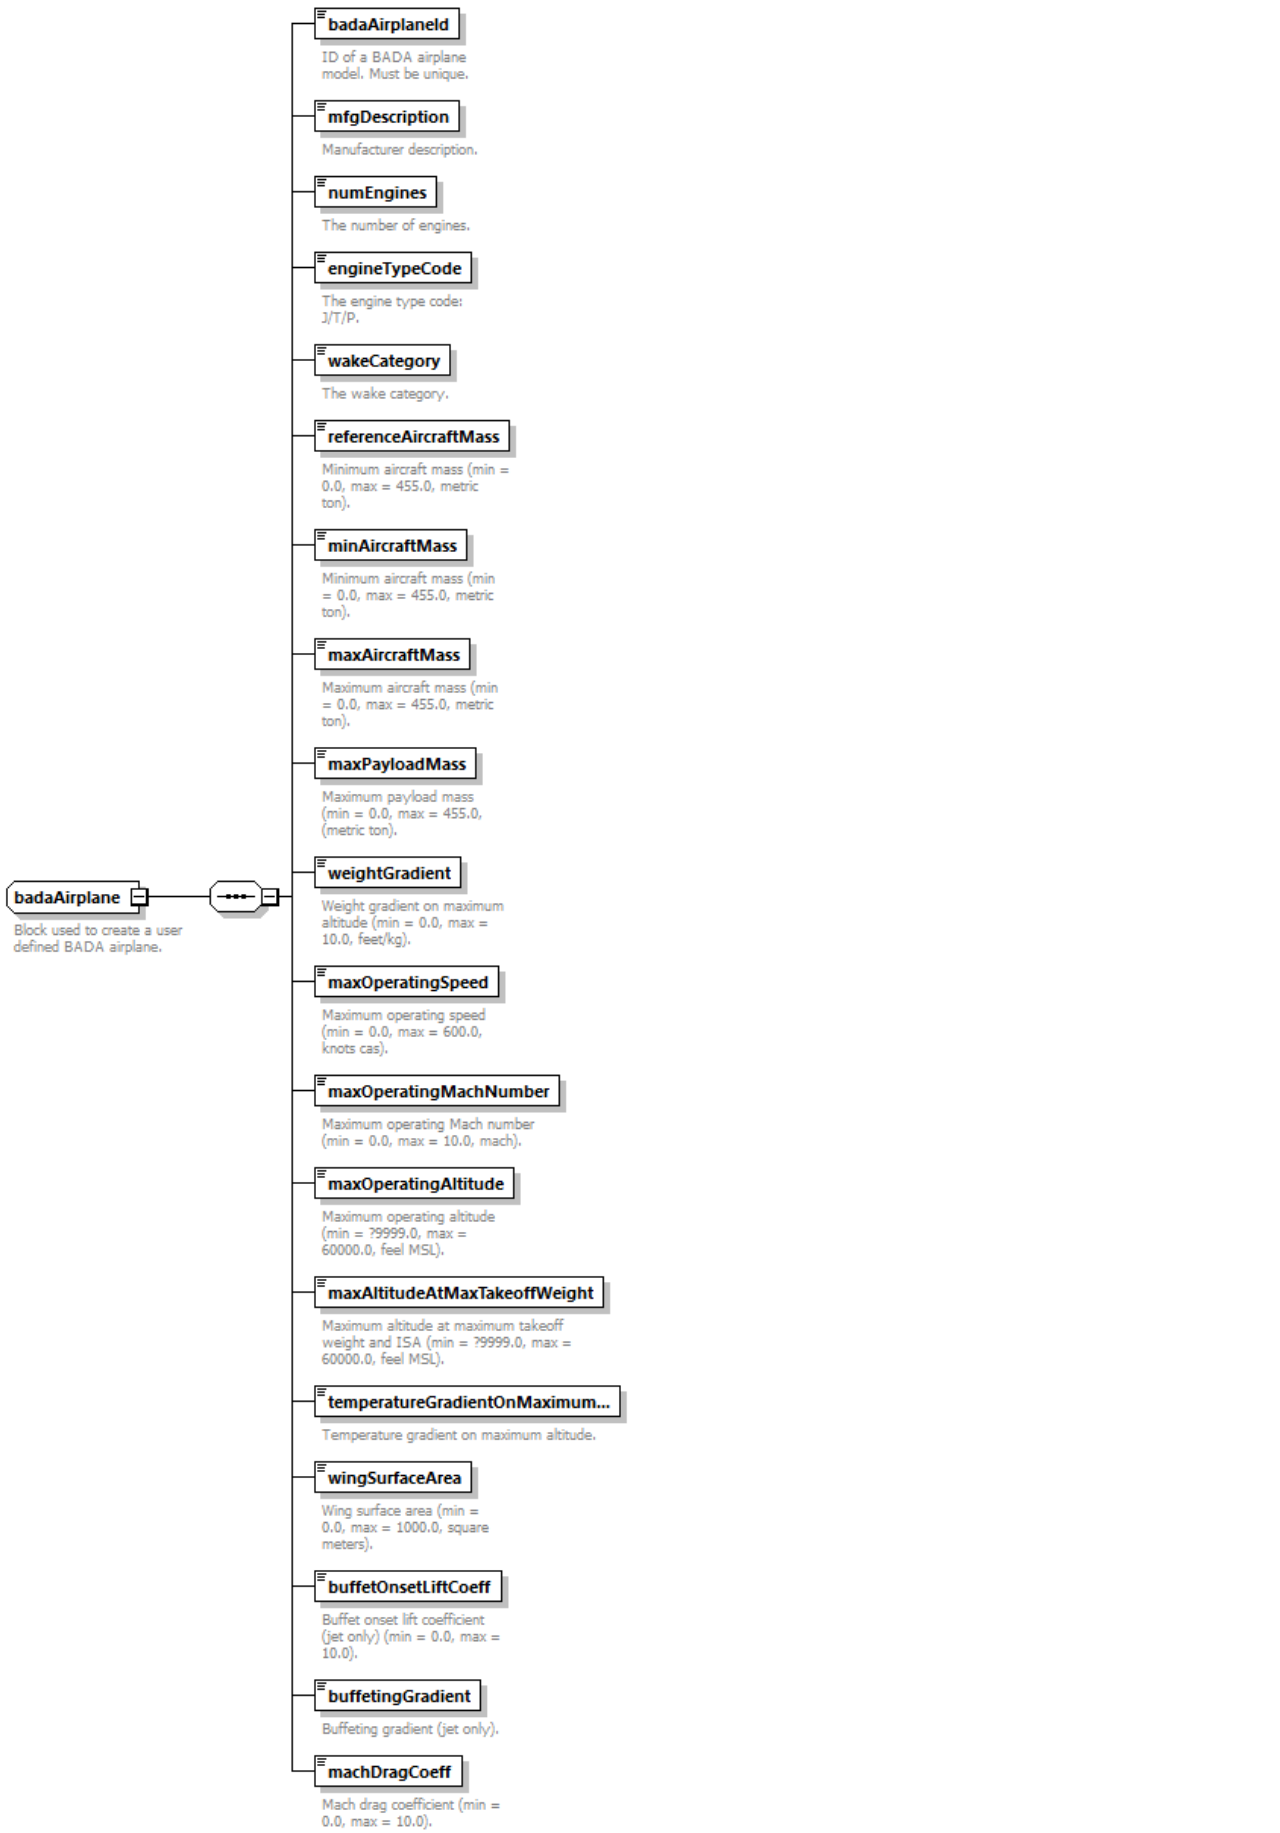 badaAirplaneId
ID of a BADA airplane
model. Must be unique.
mfgDescription
Manufacturer description.
numEngines
The number of engines.
engineTypeCode
The engine type code:
J/T/P.
wakeCategory
The wake category.
referenceAircraftMass
Minimum aircraft mass (min =
0.0, max = 455.0, metric
ton).
minAircraftMass
Minimum aircraft mass (min
= 0.0, max = 455.0, metric
ton).
maxAircraftMass
Maximum aircraft mass (min
= 0.0, max = 455.0, metric
ton).
maxPayloadMass
Maximum payload mass
(min = 0.0, max = 455.0,
(metric ton).
badaAirplane
Block used to create a user
defined BADA airplane.
weightGradient
Weight gradient on maximum
altitude (min = 0.0, max =
10.0, feet/kg).
maxOperatingSpeed
Maximum operating speed
(min = 0.0, max = 600.0,
knots cas).
maxOperatingMachNumber
Maximum operating Mach number
(min = 0.0, max = 10.0, mach).
maxOperatingAltitude
Maximum operating altitude
(min = ?9999.0, max =
60000.0, feel MSL).
maxAltitudeAtMaxTakeoffWeight
Maximum altitude at maximum takeoff
weight and ISA (min = ?9999.0, max =
60000.0, feel MSL).
temperatureGradientOnMaximum...
Temperature gradient on maximum altitude.
wingSurfaceArea
Wing surface area (min =
0.0, max = 1000.0, square
meters).
buffetOnsetLiftCoeff
Buffet onset lift coefficient
(jet only) (min = 0.0, max =
10.0).
buffetingGradient
Buffeting gradient (jet only).
machDragCoeff
Mach drag coefficient (min =
0.0, max = 10.0).